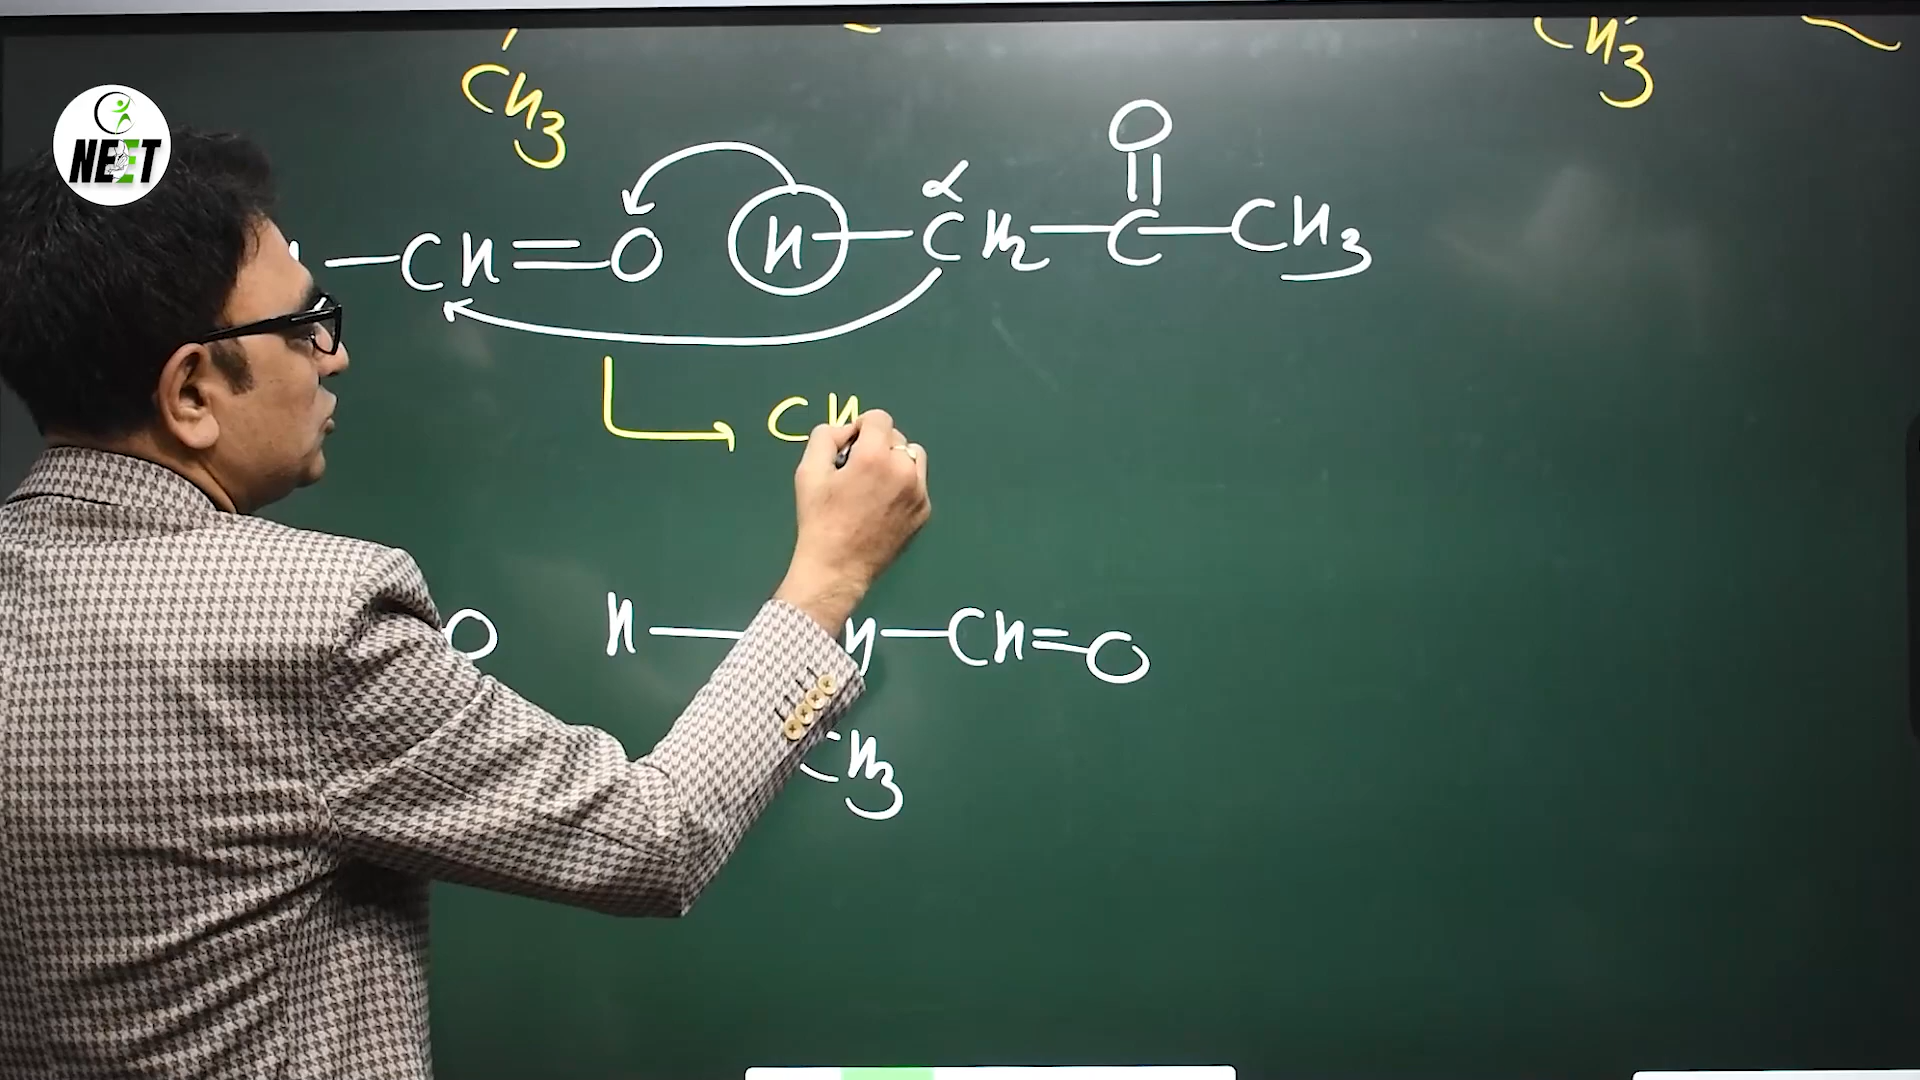 CH3
CH3
NEET
O
α
— CH = O H — CH2 — C — CH3
CH
O H — — CH = O
CH3